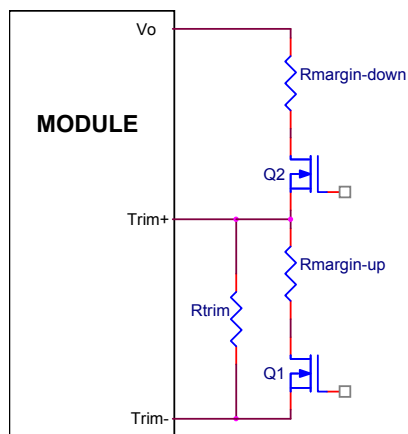 Vo
Rmargin-down
MODULE
Q2
Trim+
Rmargin-up
Rtrim
Q1
Trim-